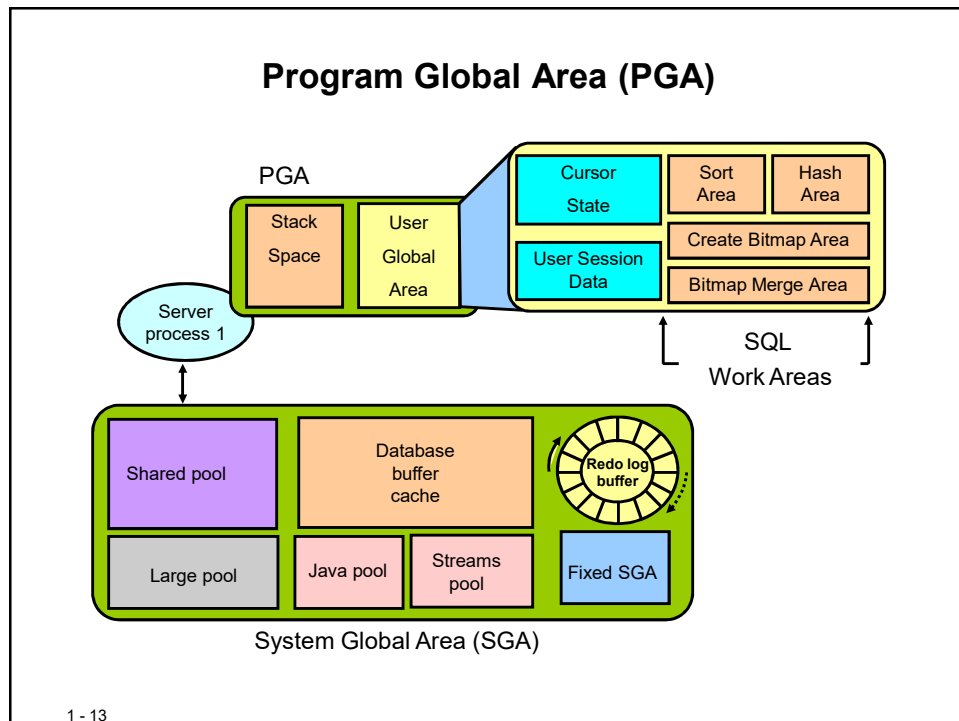 Program Global Area (PGA)
PGA
Stack
Space
User
Global
Area
Cursor
State
User Session
Data
Sort
Area
Hash
Area
Create Bitmap Area
Bitmap Merge Area
SQL
Work Areas
Server
process 1
Shared pool
Database
buffer
cache
Redo log
buffer
Large pool
Java pool
Streams
pool
Fixed SGA
System Global Area (SGA)
1 - 13